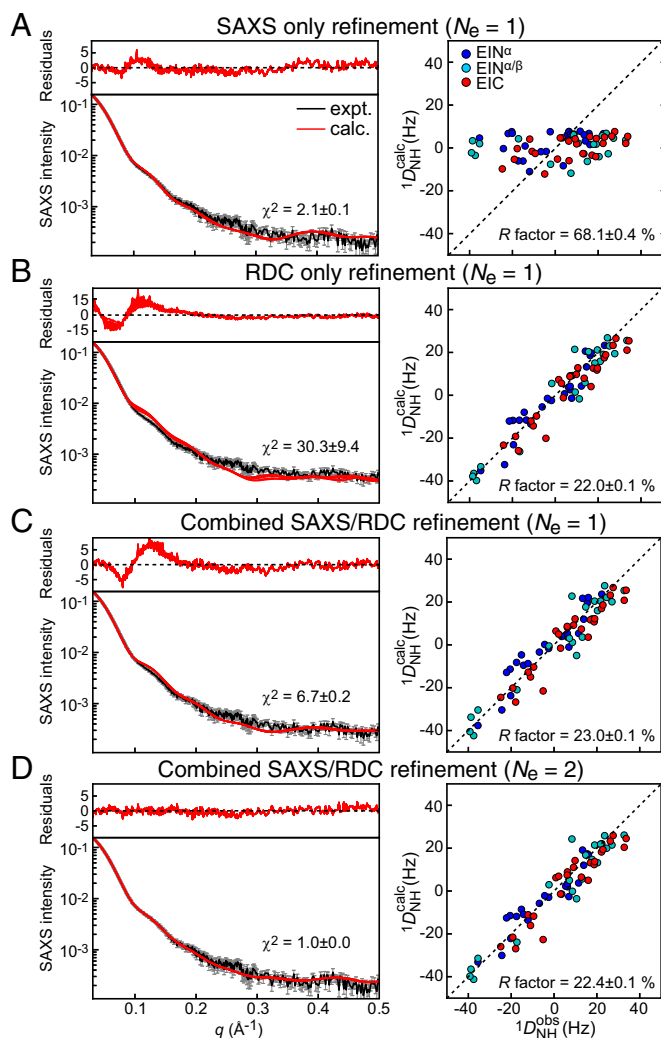 A
SAXS only refinement (Nₑ = 1)
Residuals
5
0
-5
SAXS intensity
10⁻¹
10⁻²
10⁻³
expt.
calc.
χ² = 2.1±0.1
¹Dᶜᵃˡᶜ_NH (Hz)
40
20
0
-20
-40
EIN^α
EIN^α/β
EIC
R factor = 68.1±0.4 %
B
RDC only refinement (Nₑ = 1)
Residuals
15
0
-15
SAXS intensity
10⁻¹
10⁻²
10⁻³
χ² = 30.3±9.4
¹Dᶜᵃˡᶜ_NH (Hz)
40
20
0
-20
-40
R factor = 22.0±0.1 %
C
Combined SAXS/RDC refinement (Nₑ = 1)
Residuals
5
0
-5
SAXS intensity
10⁻¹
10⁻²
10⁻³
χ² = 6.7±0.2
¹Dᶜᵃˡᶜ_NH (Hz)
40
20
0
-20
-40
R factor = 23.0±0.1 %
D
Combined SAXS/RDC refinement (Nₑ = 2)
Residuals
5
0
-5
SAXS intensity
10⁻¹
10⁻²
10⁻³
χ² = 1.0±0.0
0.1 0.2 0.3 0.4 0.5
q (Å⁻¹)
¹Dᶜᵃˡᶜ_NH (Hz)
40
20
0
-20
-40
R factor = 22.4±0.1 %
-40 -20 0 20 40
¹Dᵒᵇˢ_NH (Hz)